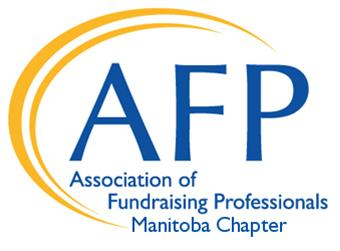 AFP
Association of
Fundraising Professionals
Manitoba Chapter